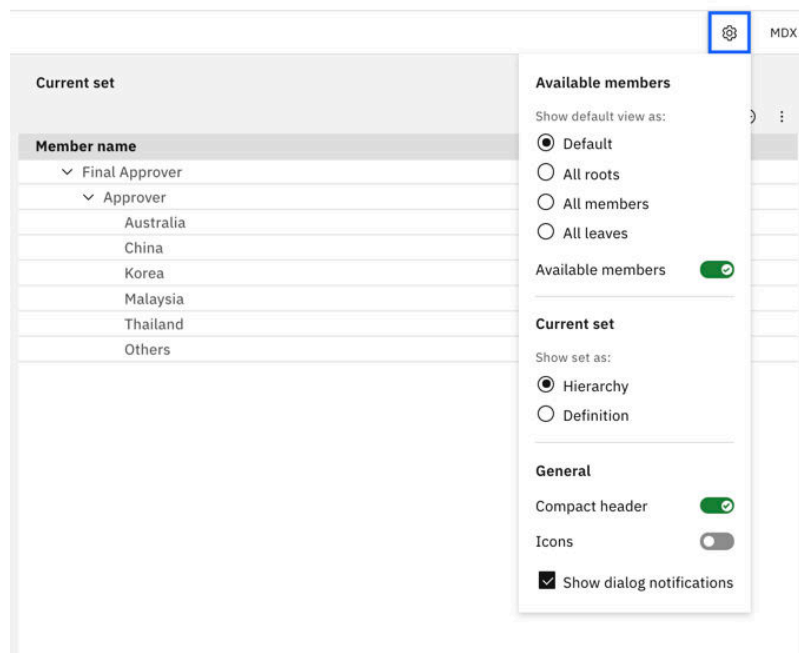 MDX
Current set
Member name
Final Approver
Approver
Australia
China
Korea
Malaysia
Thailand
Others
Available members
Show default view as:
Default
All roots
All members
All leaves
Available members
Current set
Show set as:
Hierarchy
Definition
General
Compact header
Icons
Show dialog notifications